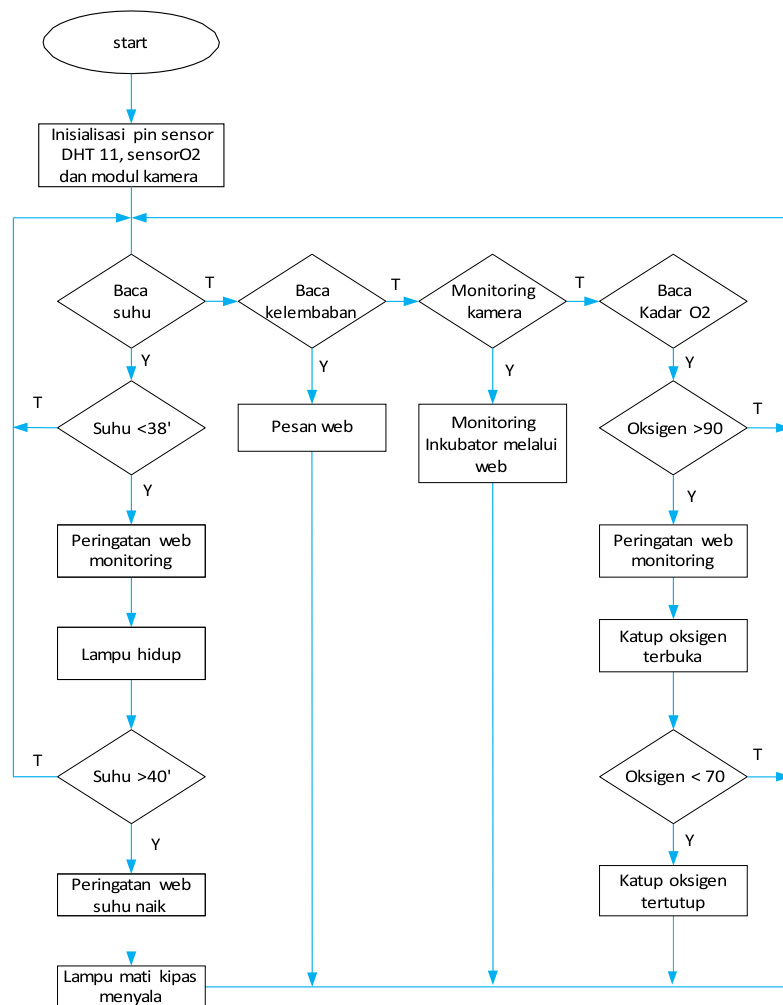 start
Inisialisasi pin sensor
DHT 11, sensorO2
dan modul kamera
Baca
suhu
T
Baca
kelembaban
T
Monitoring
kamera
T
Baca
Kadar O2
Y
Y
Y
Y
T
Suhu <38'
Pesan web
Monitoring
Inkubator melalui
web
Oksigen >90
T
Y
Y
Peringatan web
monitoring
Peringatan web
monitoring
Lampu hidup
Katup oksigen
terbuka
T
Suhu >40'
Oksigen < 70
T
Y
Y
Peringatan web
suhu naik
Katup oksigen
tertutup
Lampu mati kipas
menyala